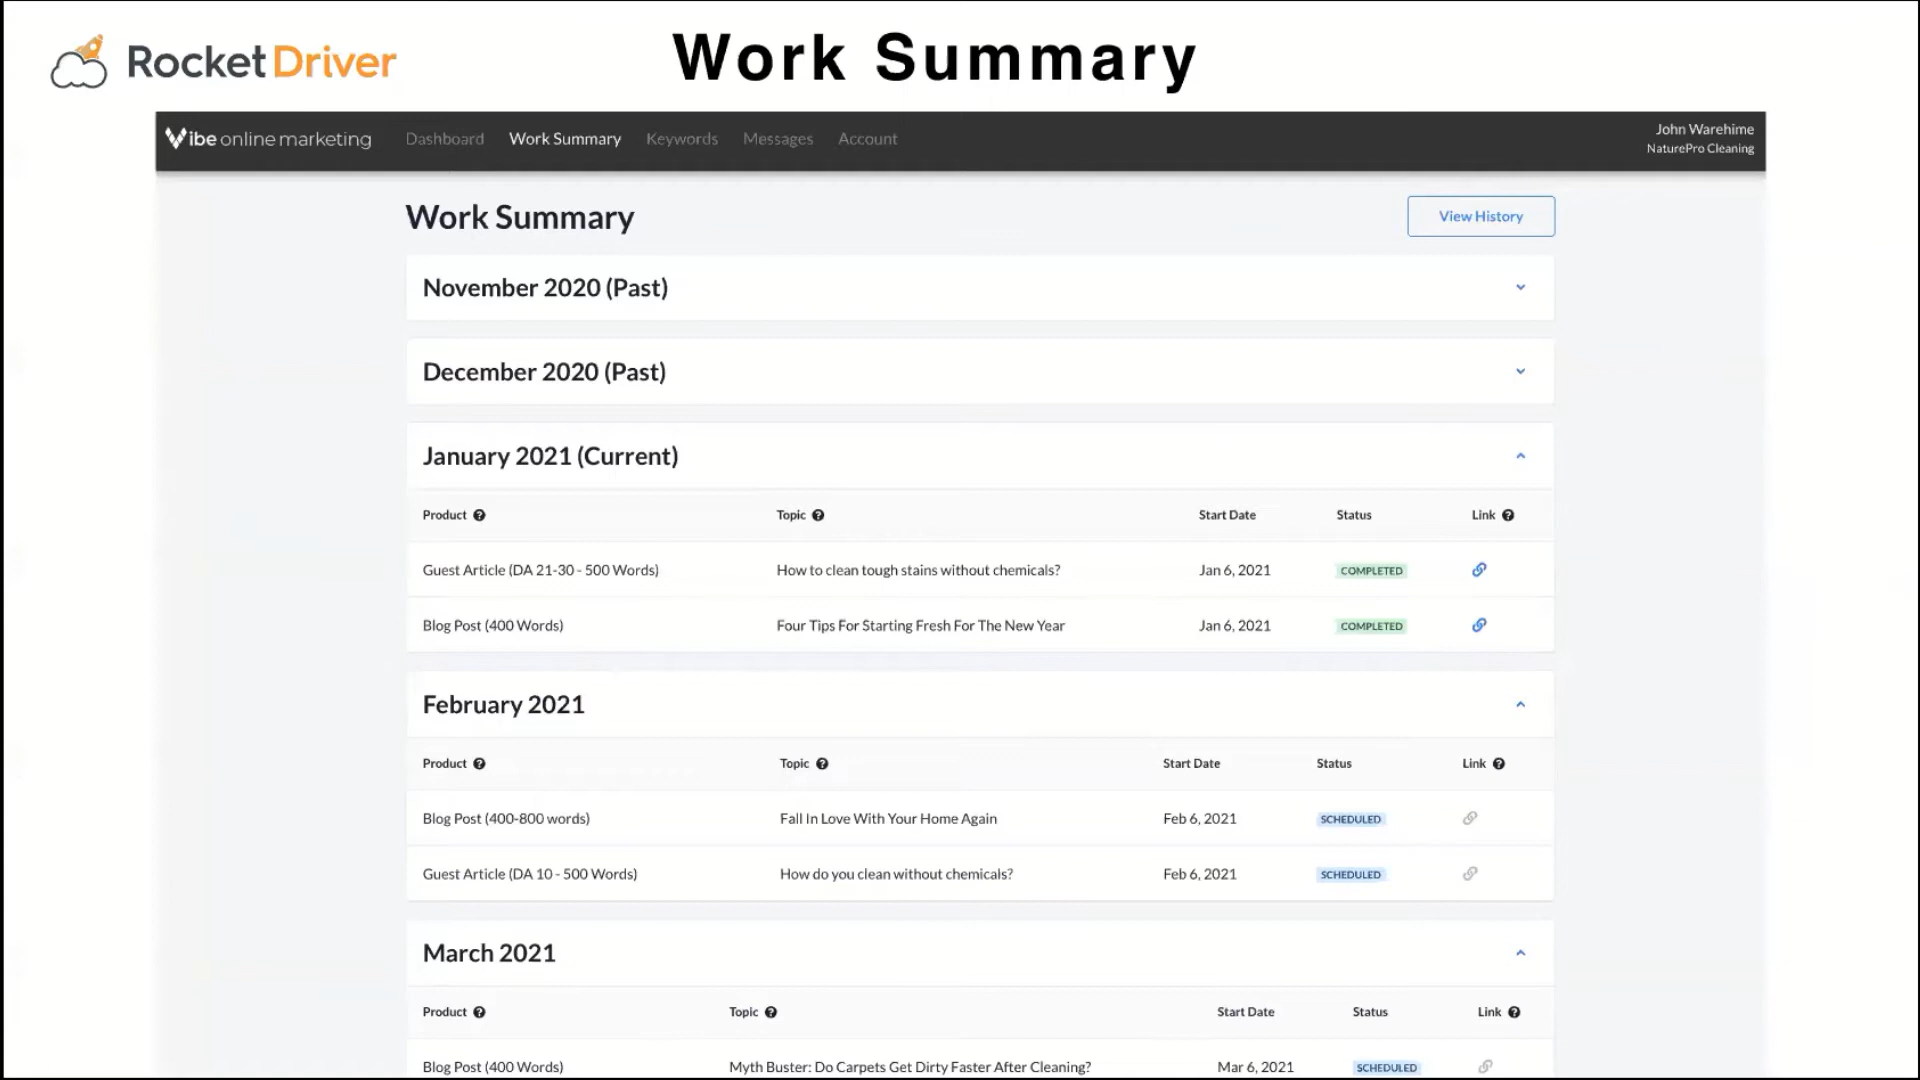 RocketDriver
Work Summary
Vibe online marketing Dashboard Work Summary Keywords Messages Account
John Warehime
NaturePro Cleaning
Work Summary
View History
November 2020 (Past)
December 2020 (Past)
January 2021 (Current)
Product Topic Start Date Status Link
Guest Article (DA 21-30 - 500 Words) How to clean tough stains without chemicals? Jan 6, 2021 COMPLETED
Blog Post (400 Words) Four Tips For Starting Fresh For The New Year Jan 6, 2021 COMPLETED
February 2021
Product Topic Start Date Status Link
Blog Post (400-800 words) Fall In Love With Your Home Again Feb 6, 2021 SCHEDULED
Guest Article (DA 10 - 500 Words) How do you clean without chemicals? Feb 6, 2021 SCHEDULED
March 2021
Product Topic Start Date Status Link
Blog Post (400 Words) Myth Buster: Do Carpets Get Dirty Faster After Cleaning? Mar 6, 2021 SCHEDULED